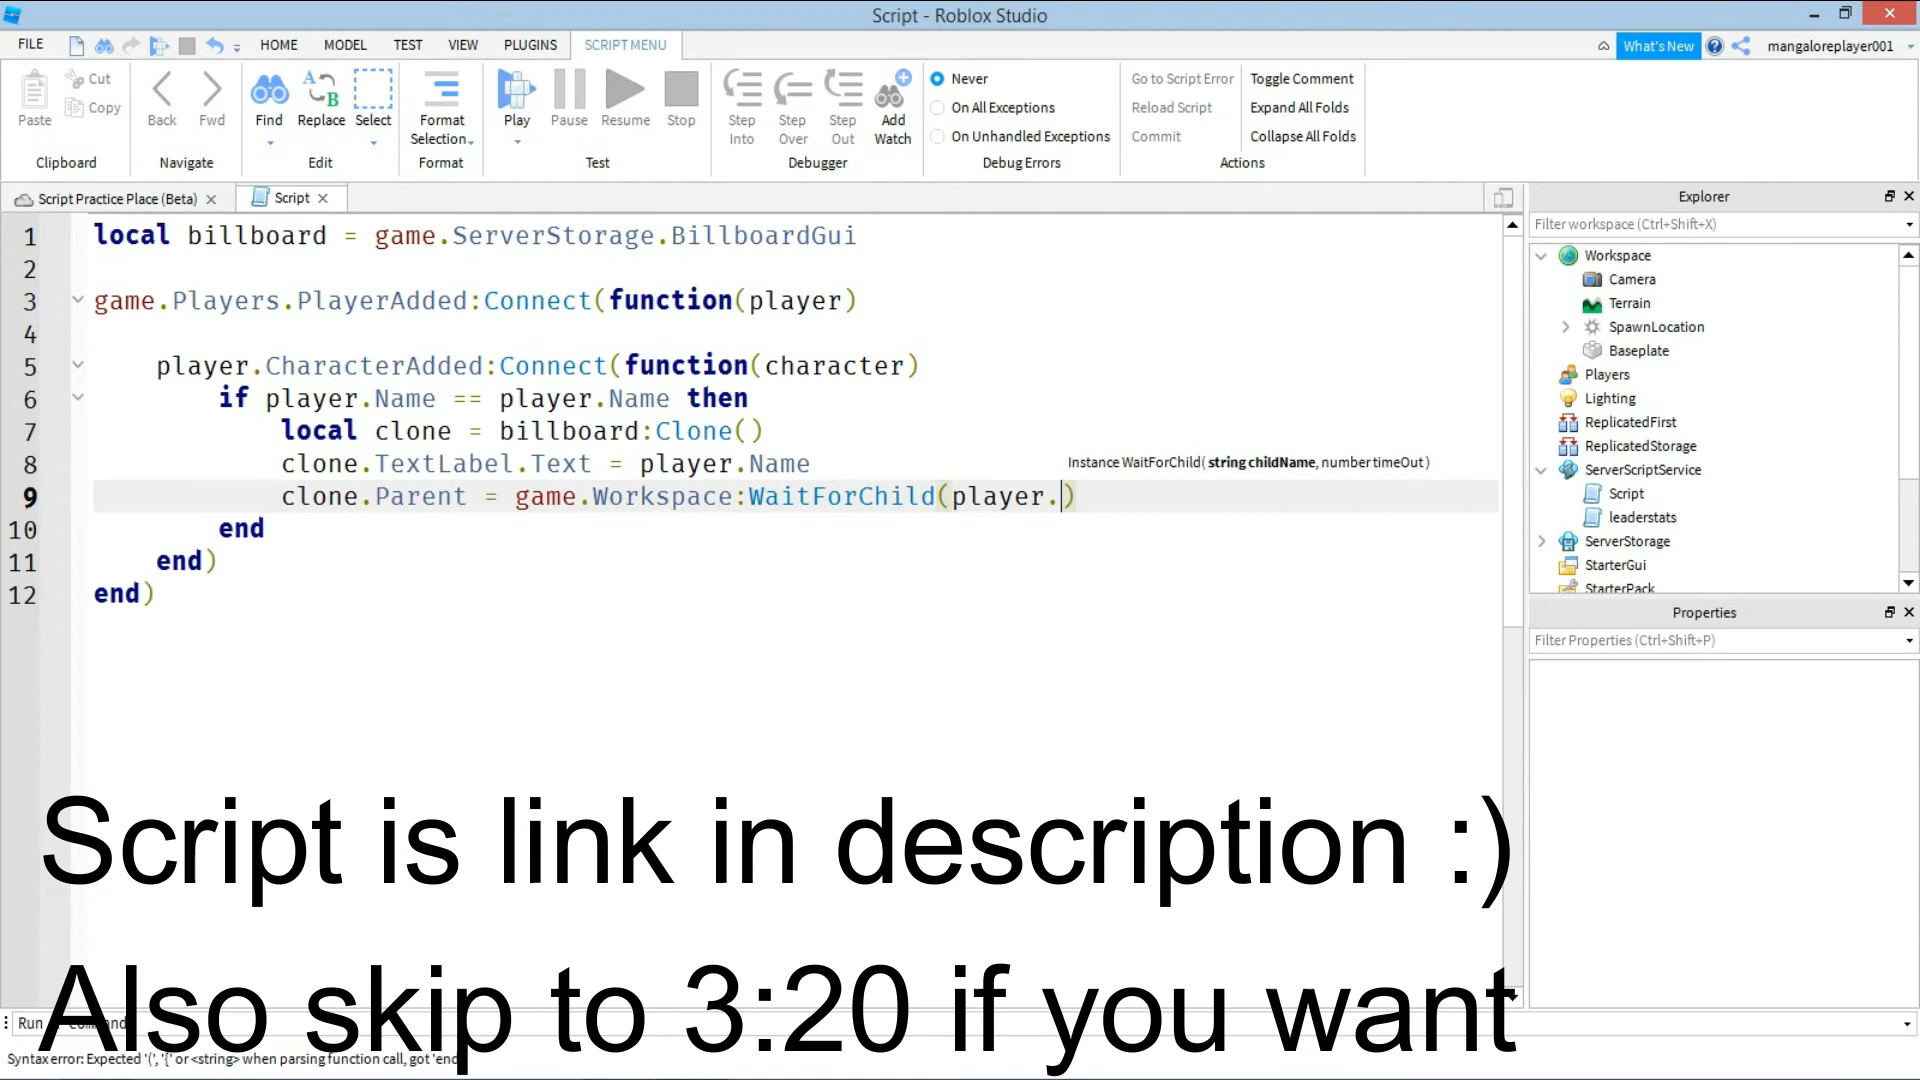 Script - Roblox Studio
FILE HOME MODEL TEST VIEW PLUGINS SCRIPT MENU What's New mangaloreplayer001
Paste Cut Copy Clipboard
Back Fwd Navigate
Find Replace Select Edit
Format Selection Format
Play Pause Resume Stop Test
Step Into Step Over Step Out Add Watch Debugger
Never
On All Exceptions
On Unhandled Exceptions
Debug Errors
Go to Script Error Toggle Comment
Reload Script Expand All Folds
Commit Collapse All Folds
Actions
Script Practice Place (Beta) Script
1 local billboard = game.ServerStorage.BillboardGui
2
3 game.Players.PlayerAdded:Connect(function(player)
4
5 player.CharacterAdded:Connect(function(character)
6 if player.Name == player.Name then
7 local clone = billboard:Clone()
8 clone.TextLabel.Text = player.Name
Instance WaitForChild( string childName, number timeOut )
9 clone.Parent = game.Workspace:WaitForChild(player.)
10 end
11 end)
12 end)
Explorer
Filter workspace (Ctrl+Shift+X)
Workspace
Camera
Terrain
SpawnLocation
Baseplate
Players
Lighting
ReplicatedFirst
ReplicatedStorage
ServerScriptService
Script
leaderstats
ServerStorage
StarterGui
StarterPack
Properties
Filter Properties (Ctrl+Shift+P)
Script is link in description :)
Also skip to 3:20 if you want
Run
Syntax error: Expected '(', '{' or <string> when parsing function call, got 'end